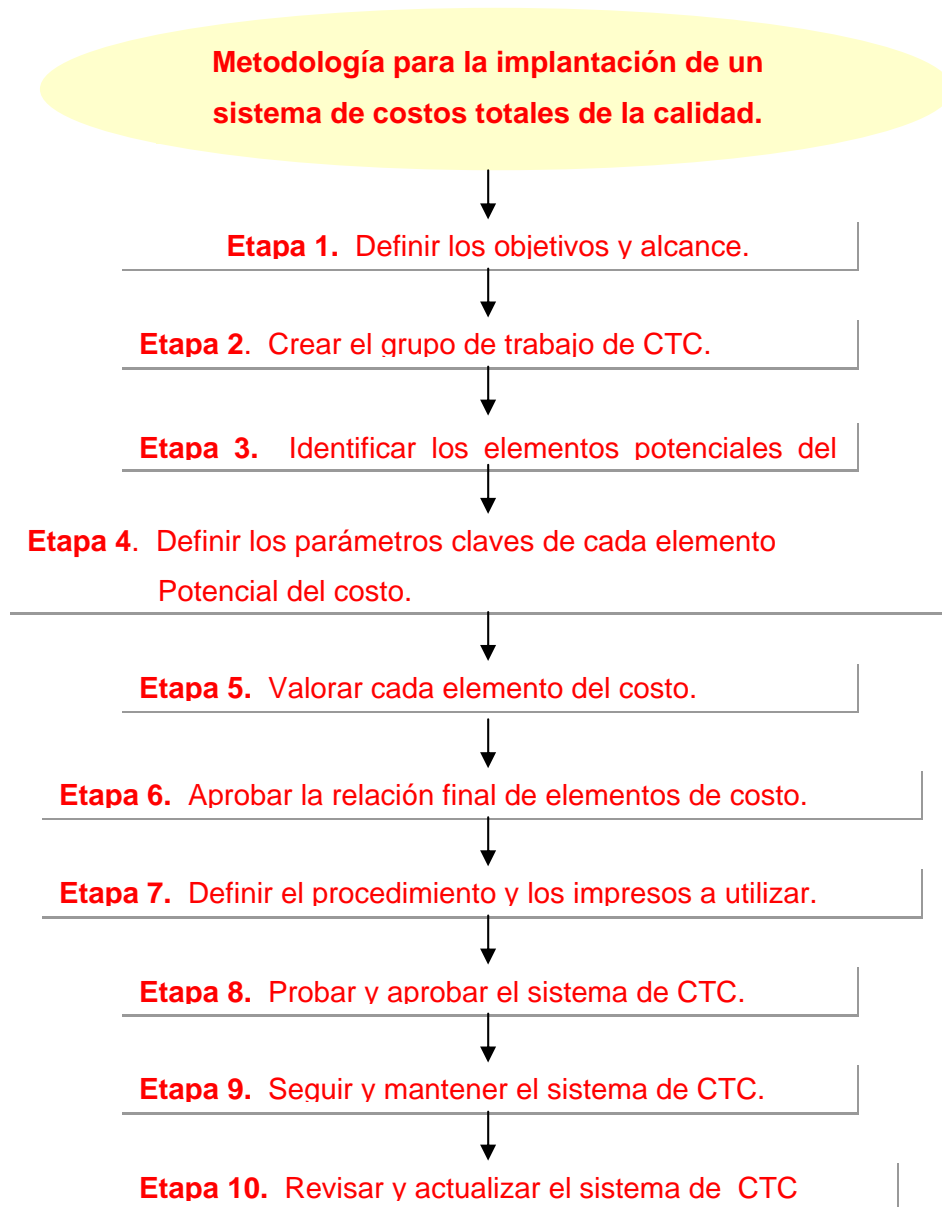 Metodología para la implantación de un
sistema de costos totales de la calidad.
Etapa 1. Definir los objetivos y alcance.
Etapa 2. Crear el grupo de trabajo de CTC.
Etapa 3. Identificar los elementos potenciales del
Etapa 4. Definir los parámetros claves de cada elemento
Potencial del costo.
Etapa 5. Valorar cada elemento del costo.
Etapa 6. Aprobar la relación final de elementos de costo.
Etapa 7. Definir el procedimiento y los impresos a utilizar.
Etapa 8. Probar y aprobar el sistema de CTC.
Etapa 9. Seguir y mantener el sistema de CTC.
Etapa 10. Revisar y actualizar el sistema de CTC